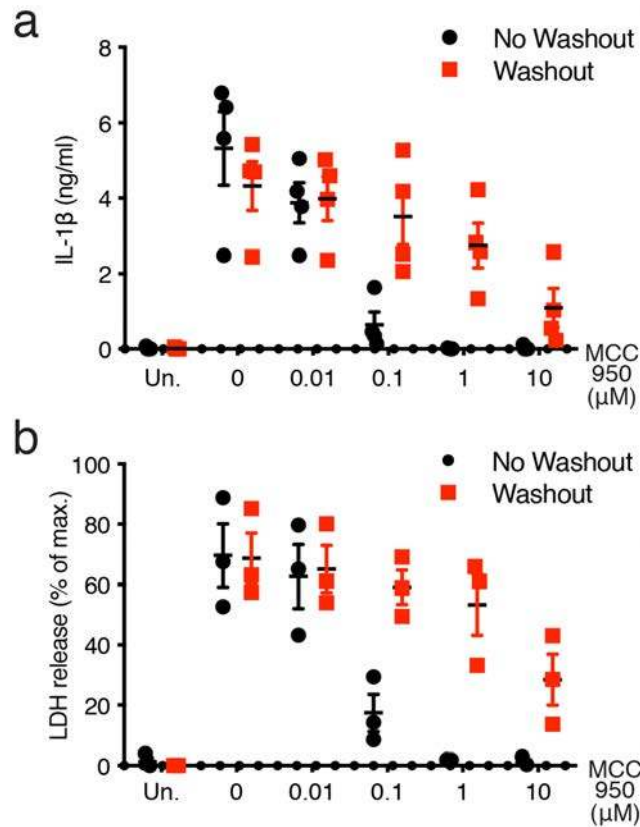 a
No Washout
Washout
IL-1β (ng/ml)
8
6
4
2
0
Un.
0
0.01
0.1
1
10
MCC
950
(μM)
b
No Washout
Washout
LDH release (% of max.)
100
80
60
40
20
0
Un.
0
0.01
0.1
1
10
MCC
950
(μM)